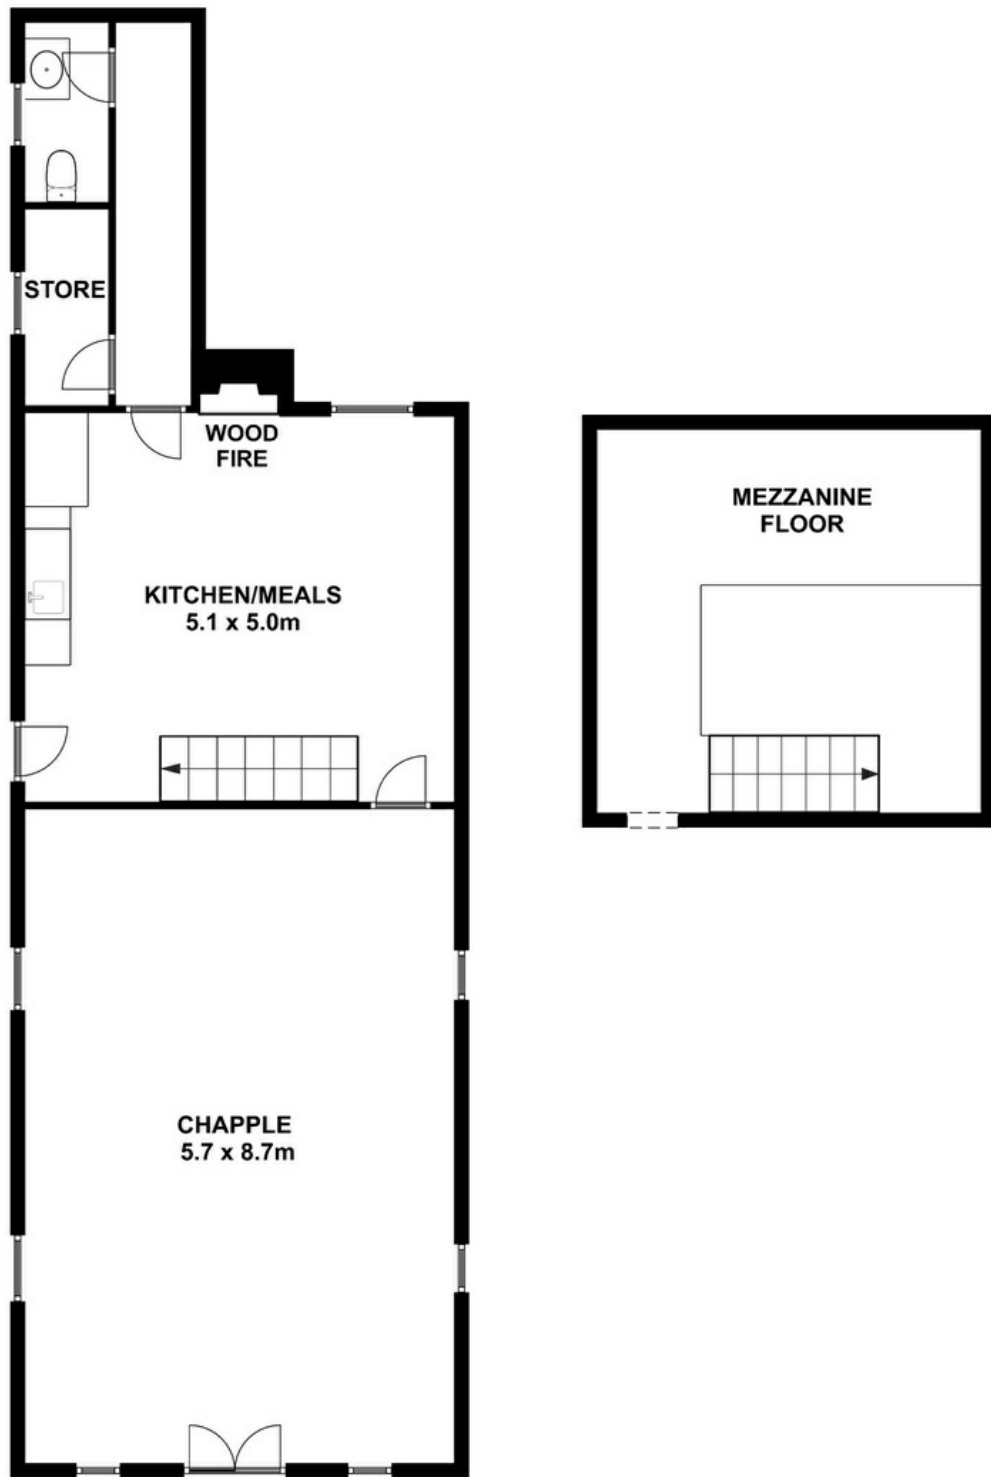 STORE
WOOD
FIRE
KITCHEN/MEALS
5.1 x 5.0m
MEZZANINE
FLOOR
CHAPPLE
5.7 x 8.7m